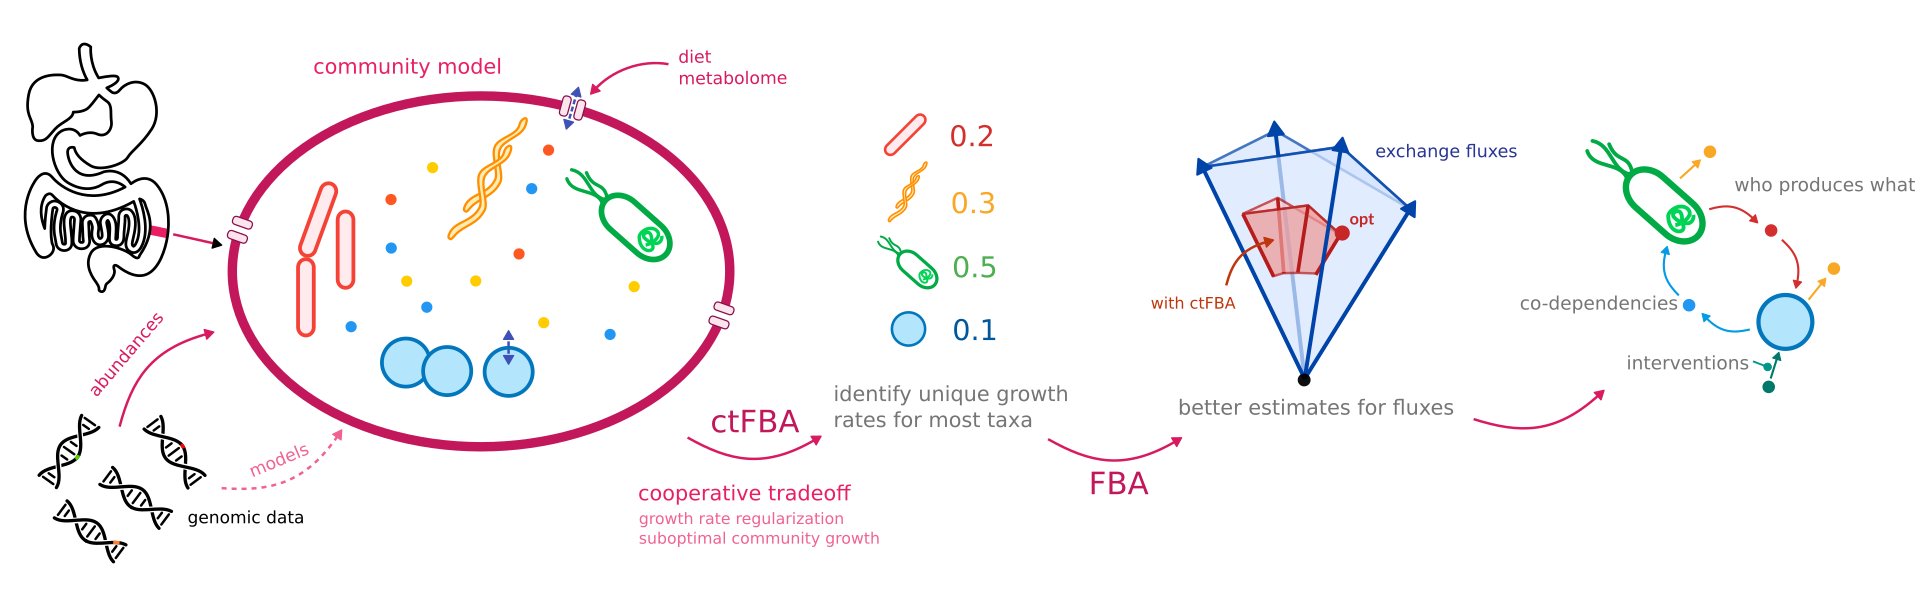 community model
diet
metabolome
abundances
models
genomic data
ctFBA
cooperative tradeoff
growth rate regularization
suboptimal community growth
0.2
0.3
0.5
0.1
identify unique growth
rates for most taxa
FBA
exchange fluxes
opt
with ctFBA
better estimates for fluxes
who produces what
co-dependencies
interventions